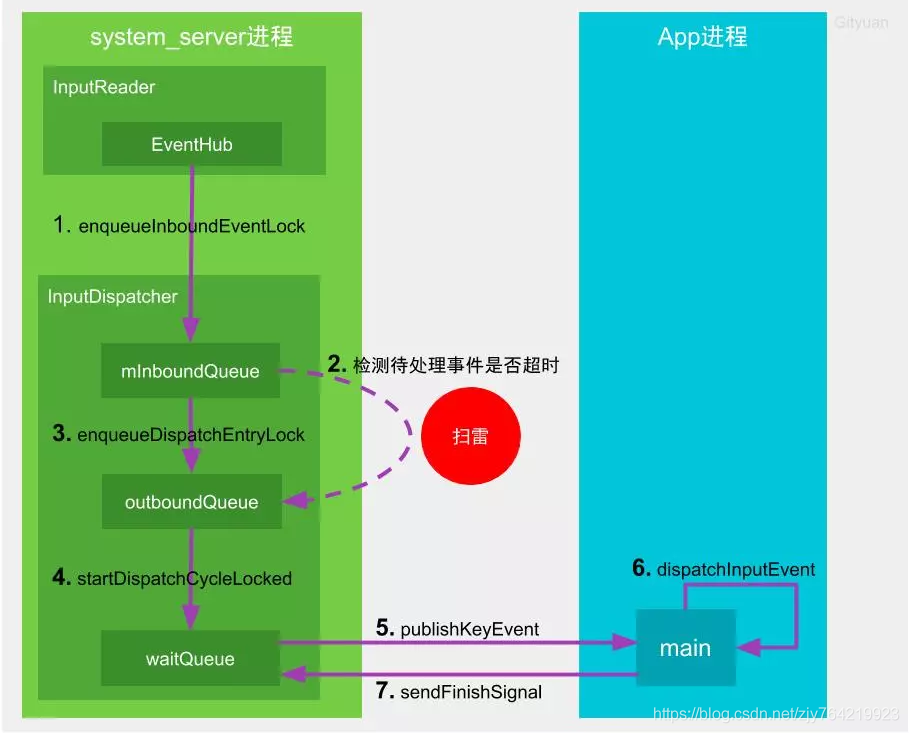 system_server进程
App进程
Gityuan
InputReader
EventHub
1. enqueueInboundEventLock
InputDispatcher
mInboundQueue
2. 检测待处理事件是否超时
3. enqueueDispatchEntryLock
扫雷
outboundQueue
4. startDispatchCycleLocked
6. dispatchInputEvent
5. publishKeyEvent
waitQueue
main
7. sendFinishSignal
https://blog.csdn.net/zjy764219923